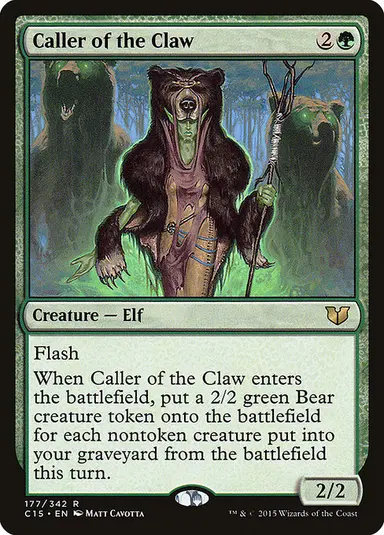 Caller of the Claw 2
Creature — Elf
Flash
When Caller of the Claw enters
the battlefield, put a 2/2 green Bear
creature token onto the battlefield
for each nontoken creature put into
your graveyard from the battlefield
this turn.
2/2
177/342 R
C15 • EN MATT CAVOTTA
™ & © 2015 Wizards of the Coast